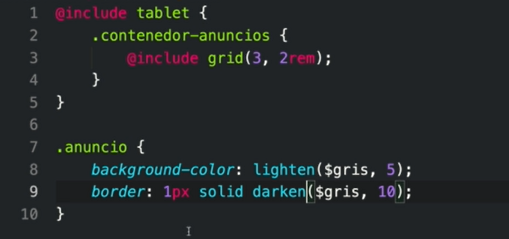 1 @include tablet {
2 .contenedor-anuncios {
3 @include grid(3, 2rem);
4 }
5 }
6
7 .anuncio {
8 background-color: lighten($gris, 5);
9 border: 1px solid darken($gris, 10);
10 }